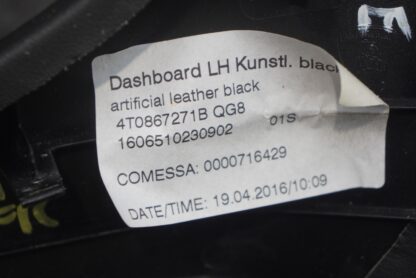 Dashboard LH Kunstl. black
artificial leather black
4T0867271B QG8
1606510230902 01S
COMESSA: 0000716429
DATE/TIME: 19.04.2016/10:09